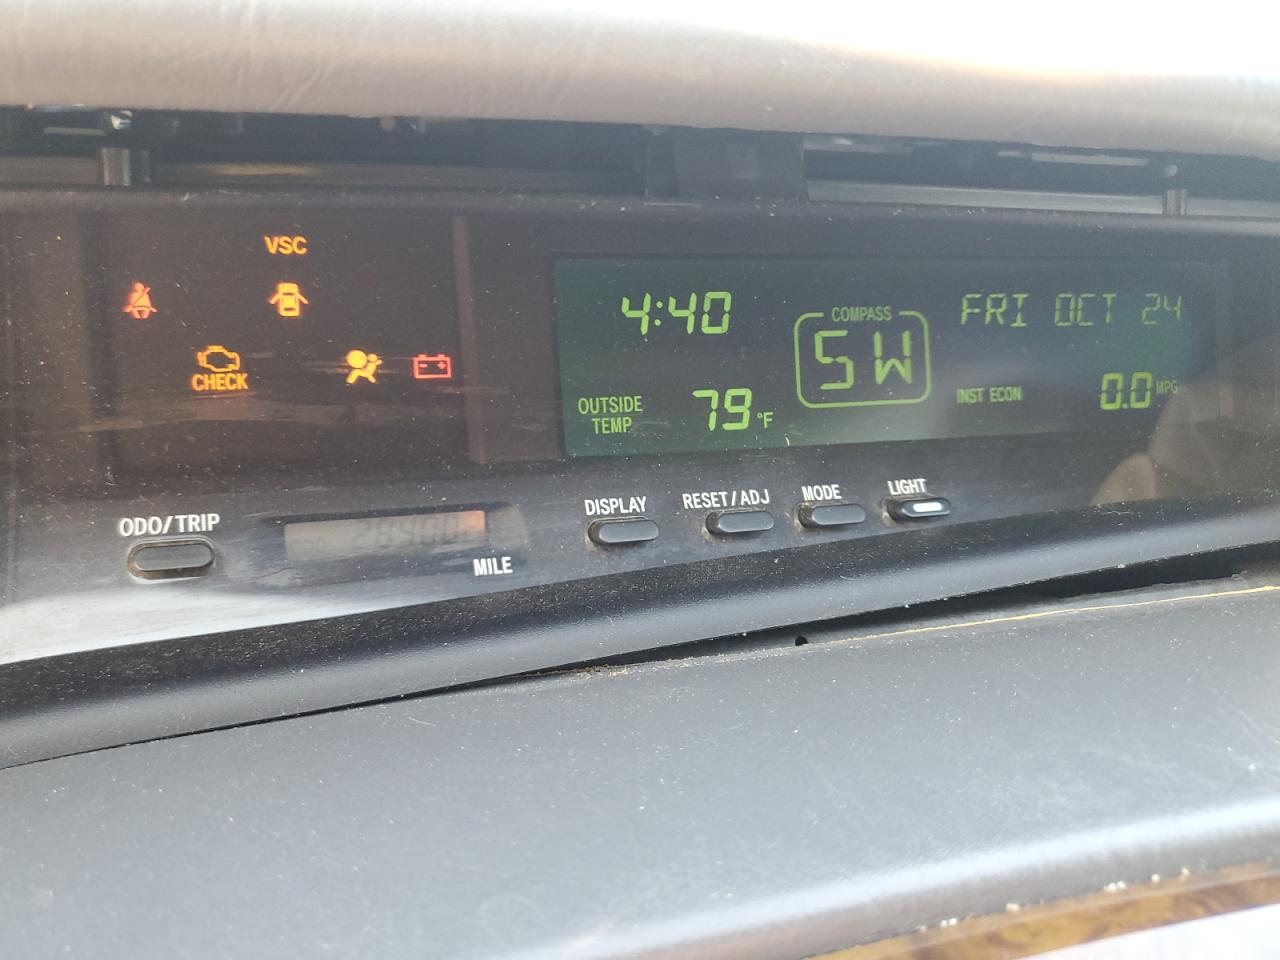 VSC
CHECK
4:40
COMPASS
SW
FRI OCT 24
OUTSIDE
TEMP
79°F
INST ECON
0.0 MPG
ODO/TRIP
MILE
DISPLAY
RESET/ADJ
MODE
LIGHT